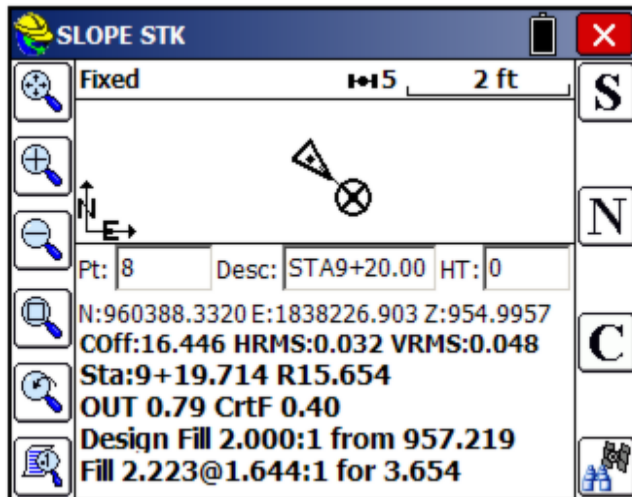 SLOPE STK
Fixed 5 2 ft
S
N
E
N
Pt: 8 Desc: STA9+20.00 HT: 0
N:960388.3320 E:1838226.903 Z:954.9957
COff:16.446 HRMS:0.032 VRMS:0.048
C
Sta:9+19.714 R15.654
OUT 0.79 CrtF 0.40
Design Fill 2.000:1 from 957.219
Fill 2.223@1.644:1 for 3.654